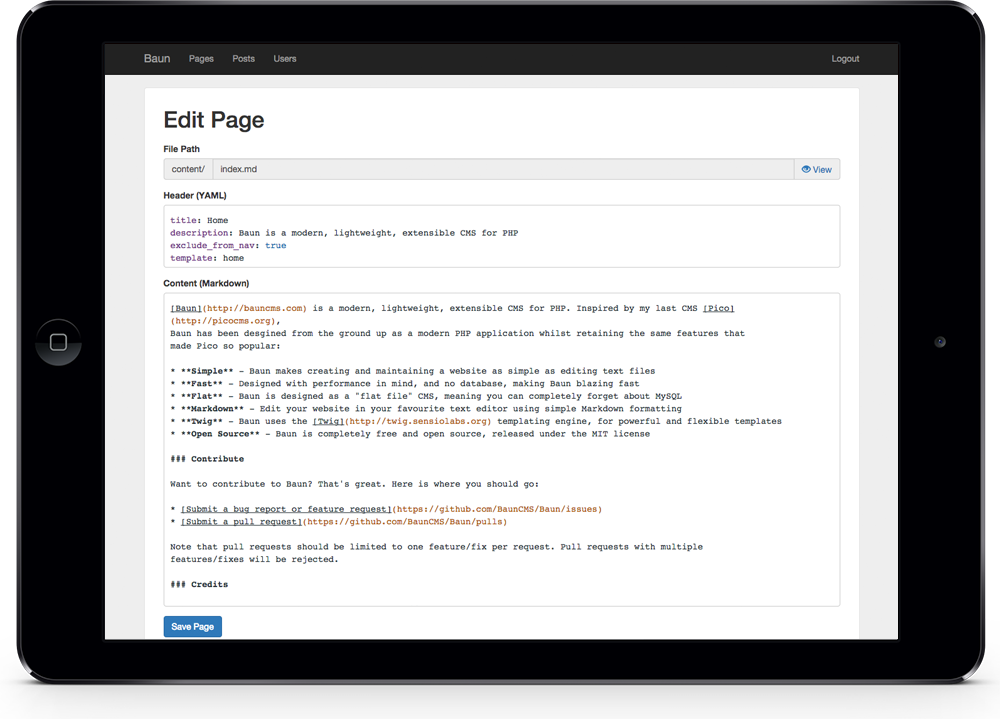 Baun Pages Posts Users Logout
Edit Page
File Path
content/ index.md View
Header (YAML)
title: Home
description: Baun is a modern, lightweight, extensible CMS for PHP
exclude_from_nav: true
template: home
Content (Markdown)
[Baun](http://bauncms.com) is a modern, lightweight, extensible CMS for PHP. Inspired by my last CMS [Pico]
(http://picocms.org),
Baun has been desgined from the ground up as a modern PHP application whilst retaining the same features that
made Pico so popular:
* **Simple** – Baun makes creating and maintaining a website as simple as editing text files
* **Fast** – Designed with performance in mind, and no database, making Baun blazing fast
* **Flat** – Baun is designed as a "flat file" CMS, meaning you can completely forget about MySQL
* **Markdown** – Edit your website in your favourite text editor using simple Markdown formatting
* **Twig** – Baun uses the [Twig](http://twig.sensiolabs.org) templating engine, for powerful and flexible templates
* **Open Source** – Baun is completely free and open source, released under the MIT license
### Contribute
Want to contribute to Baun? That's great. Here is where you should go:
* [Submit a bug report or feature request](https://github.com/BaunCMS/Baun/issues)
* [Submit a pull request](https://github.com/BaunCMS/Baun/pulls)
Note that pull requests should be limited to one feature/fix per request. Pull requests with multiple
features/fixes will be rejected.
### Credits
Save Page